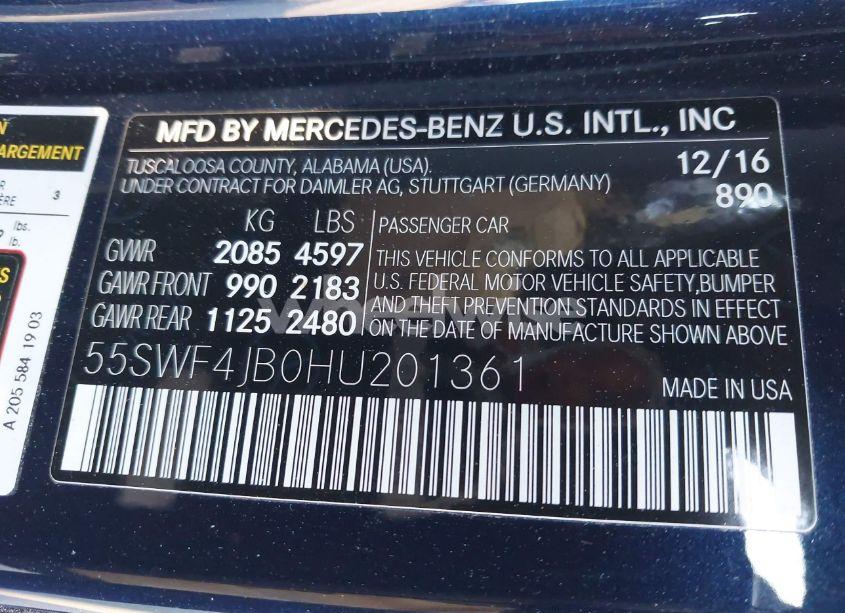 ARGEMENT
3
lbs.
lb.
A 205 584 19 03
MFD BY MERCEDES-BENZ U.S. INTL., INC
TUSCALOOSA COUNTY, ALABAMA (USA). 12/16
UNDER CONTRACT FOR DAIMLER AG, STUTTGART (GERMANY) 890
KG LBS
GVWR 2085 4597
GAWR FRONT 990 2183
GAWR REAR 1125 2480
PASSENGER CAR
THIS VEHICLE CONFORMS TO ALL APPLICABLE
U.S. FEDERAL MOTOR VEHICLE SAFETY,BUMPER
AND THEFT PREVENTION STANDARDS IN EFFECT
ON THE DATE OF MANUFACTURE SHOWN ABOVE
55SWF4JB0HU201361
MADE IN USA